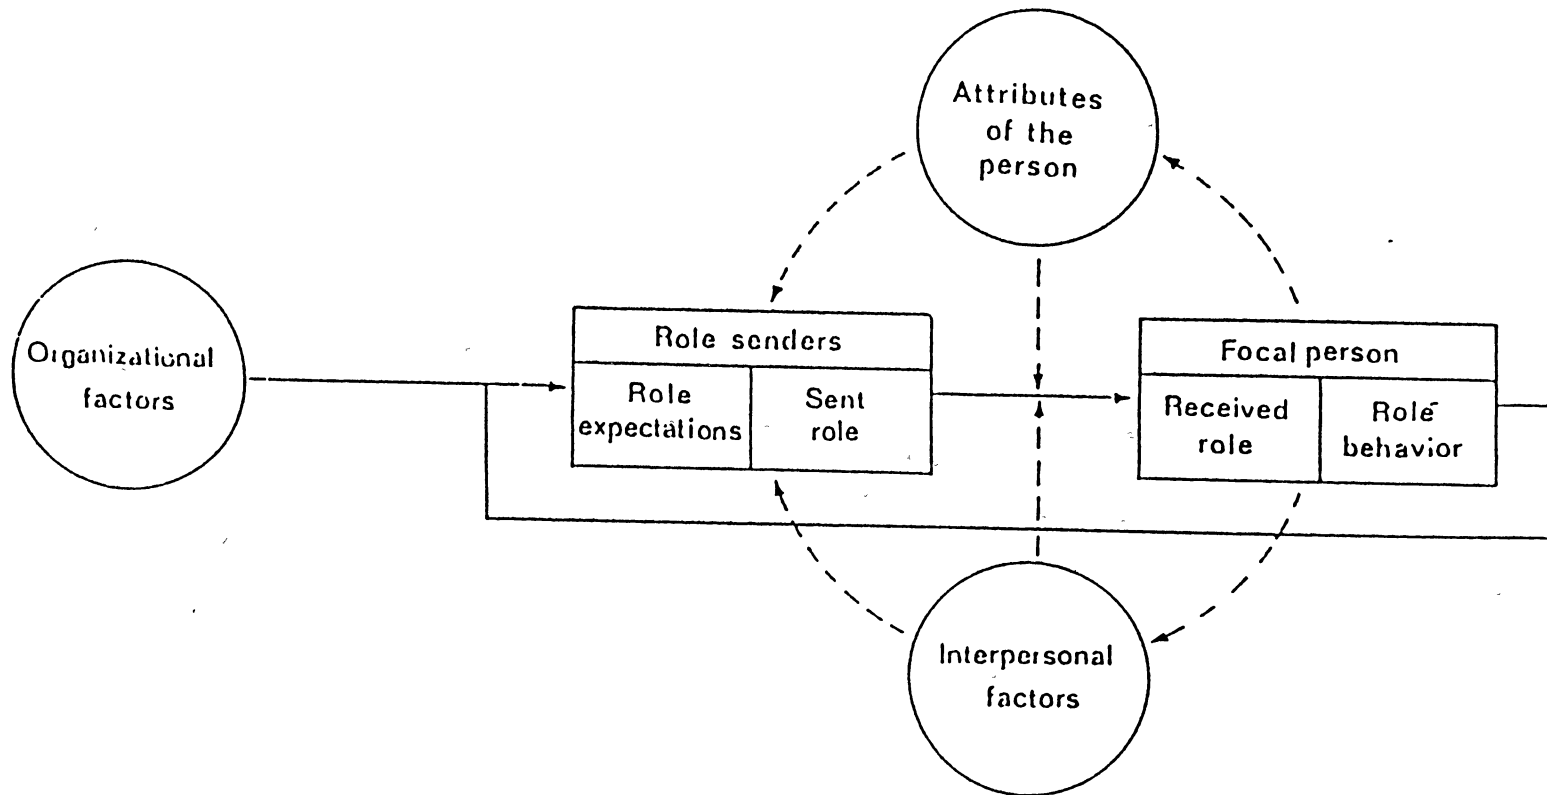 Attributes
of the
person
Organizational
factors
Role senders
Role
expectations
Sent
role
Focal person
Received
role
Role
behavior
Interpersonal
factors